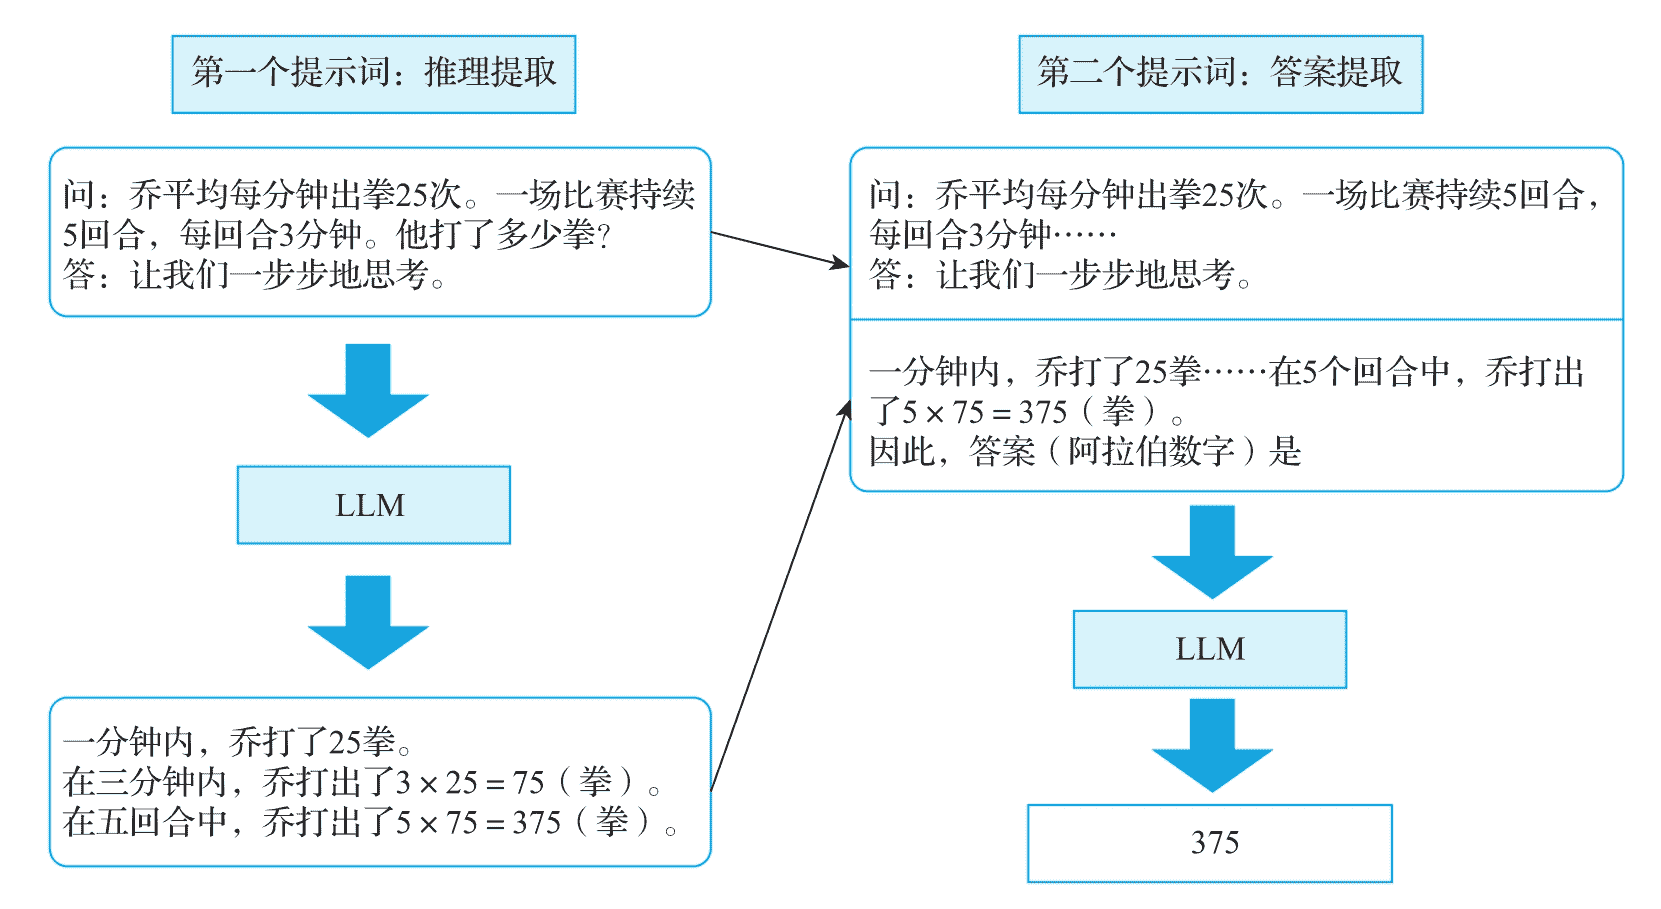 第一个提示词：推理提取
问：乔平均每分钟出拳25次。一场比赛持续
5回合，每回合3分钟。他打了多少拳？
答：让我们一步步地思考。
LLM
一分钟内，乔打了25拳。
在三分钟内，乔打出了3×25=75（拳）。
在五回合中，乔打出了5×75=375（拳）。
第二个提示词：答案提取
问：乔平均每分钟出拳25次。一场比赛持续5回合，
每回合3分钟……
答：让我们一步步地思考。
一分钟内，乔打了25拳……在5个回合中，乔打出
了5×75=375（拳）。
因此，答案（阿拉伯数字）是
LLM
375